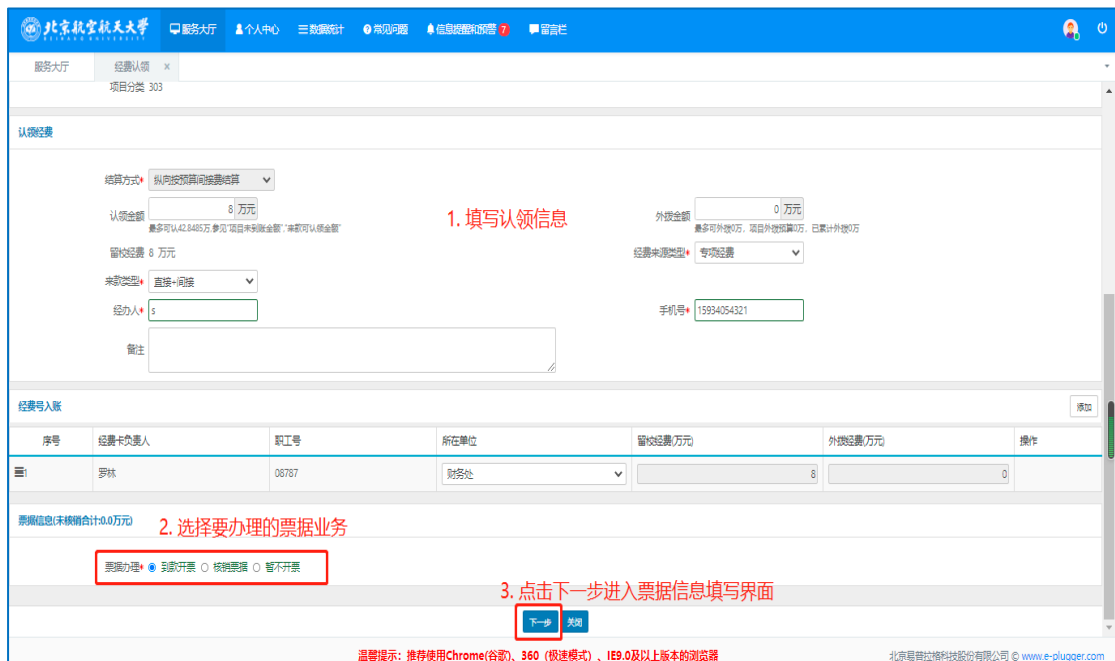 北京航空航天大学 服务大厅 个人中心 数据统计 常见问题 信息提醒和预警 7 留言栏
BEIHANG UNIVERSITY
服务大厅 经费认领 ×
项目分类 303
认领经费
结算方式* 纵向按预算间接费结算
认领金额 8 万元 1. 填写认领信息 外拨金额 0 万元
最多可认42.8485万,参见"项目未到账金额","来款可认领金额" 最多可外拨0万，项目外拨预算0万，已累计外拨0万
留校经费 8 万元 经费来源类型* 专项经费
来款类型* 直接+间接
经办人* s 手机号* 15934054321
备注
经费号入账 添加
序号 经费卡负责人 职工号 所在单位 留校经费(万元) 外拨经费(万元) 操作
1 罗林 08787 财务处 8 0
票据信息(未核销合计:0.0万元) 2. 选择要办理的票据业务
票据办理* 到款开票 核销票据 暂不开票
3. 点击下一步进入票据信息填写界面
下一步 关闭
温馨提示：推荐使用Chrome(谷歌)、360（极速模式）、IE9.0及以上版本的浏览器 北京易普拉格科技股份有限公司 © www.e-plugger.com